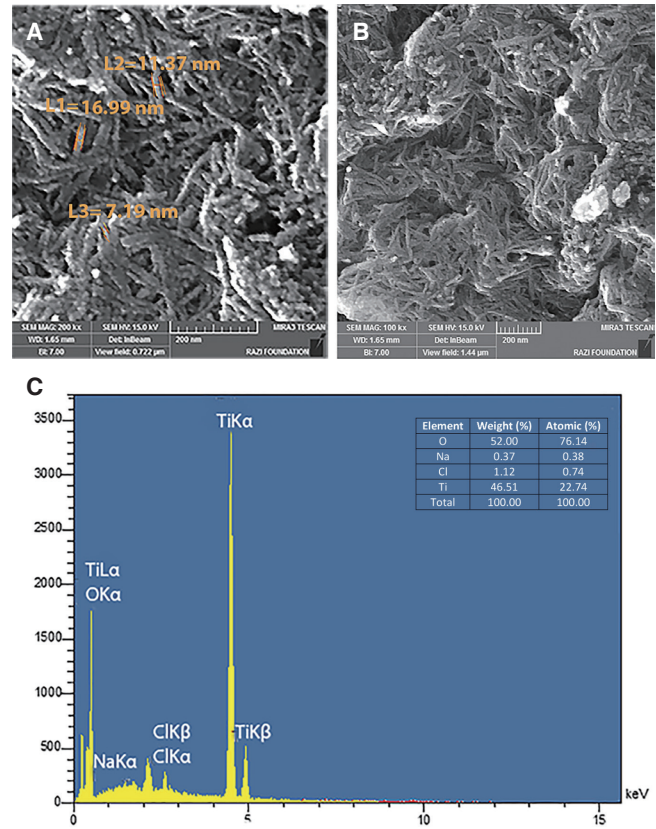 A
L2=11.37 nm
L1=16.99 nm
L3= 7.19 nm
SEM MAG: 200 kx
SEM HV: 15.0 kV
MIRA3 TESCAN
WD: 1.65 mm
Det: InBeam
200 nm
BI: 7.00
View field: 0.722 µm
RAZI FOUNDATION
B
SEM MAG: 100 kx
SEM HV: 15.0 kV
MIRA3 TESCAN
WD: 1.65 mm
Det: InBeam
200 nm
BI: 7.00
View field: 1.44 µm
RAZI FOUNDATION
C
3500
3000
2500
2000
1500
1000
500
0
TiKα
TiLα
OKα
NaKα
ClKβ
ClKα
TiKβ
Element Weight (%) Atomic (%)
O 52.00 76.14
Na 0.37 0.38
Cl 1.12 0.74
Ti 46.51 22.74
Total 100.00 100.00
keV
0 5 10 15